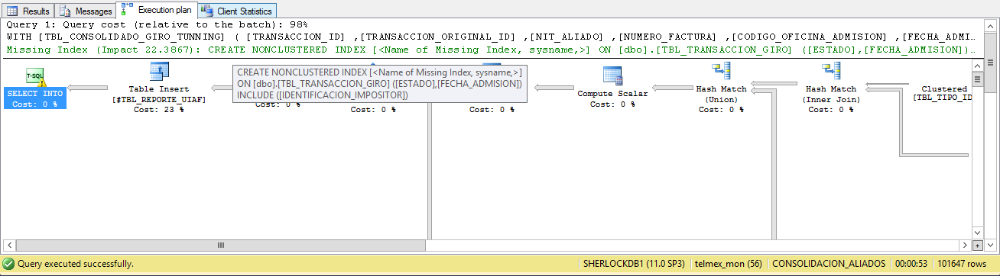 Results Messages Execution plan Client Statistics
Query 1: Query cost (relative to the batch): 98%
WITH [TBL_CONSOLIDADO_GIRO_TUNNING] ( [TRANSACCION_ID] ,[TRANSACCION_ORIGINAL_ID] ,[NIT_ALIADO] ,[NUMERO_FACTURA] ,[CODIGO_OFICINA_ADMISION] ,[FECHA_ADMI…
Missing Index (Impact 22.3867): CREATE NONCLUSTERED INDEX [<Name of Missing Index, sysname,>] ON [dbo].[TBL_TRANSACCION_GIRO] ([ESTADO],[FECHA_ADMISION])…
CREATE NONCLUSTERED INDEX [<Name of Missing Index, sysname,>]
ON [dbo].[TBL_TRANSACCION_GIRO] ([ESTADO],[FECHA_ADMISION])
INCLUDE ([IDENTIFICACION_IMPOSITOR])
T-SQL
SELECT INTO
Cost: 0 %
Table Insert
[#TBL_REPORTE_UIAF]
Cost: 23 %
Cost: 0 %
Cost: 0 %
Compute Scalar
Cost: 0 %
Hash Match
(Union)
Cost: 0 %
Hash Match
(Inner Join)
Cost: 0 %
Clustered
[TBL_TIPO_ID
Query executed successfully. SHERLOCKDB1 (11.0 SP3) telmex_mon (56) CONSOLIDACION_ALIADOS 00:00:53 101647 rows